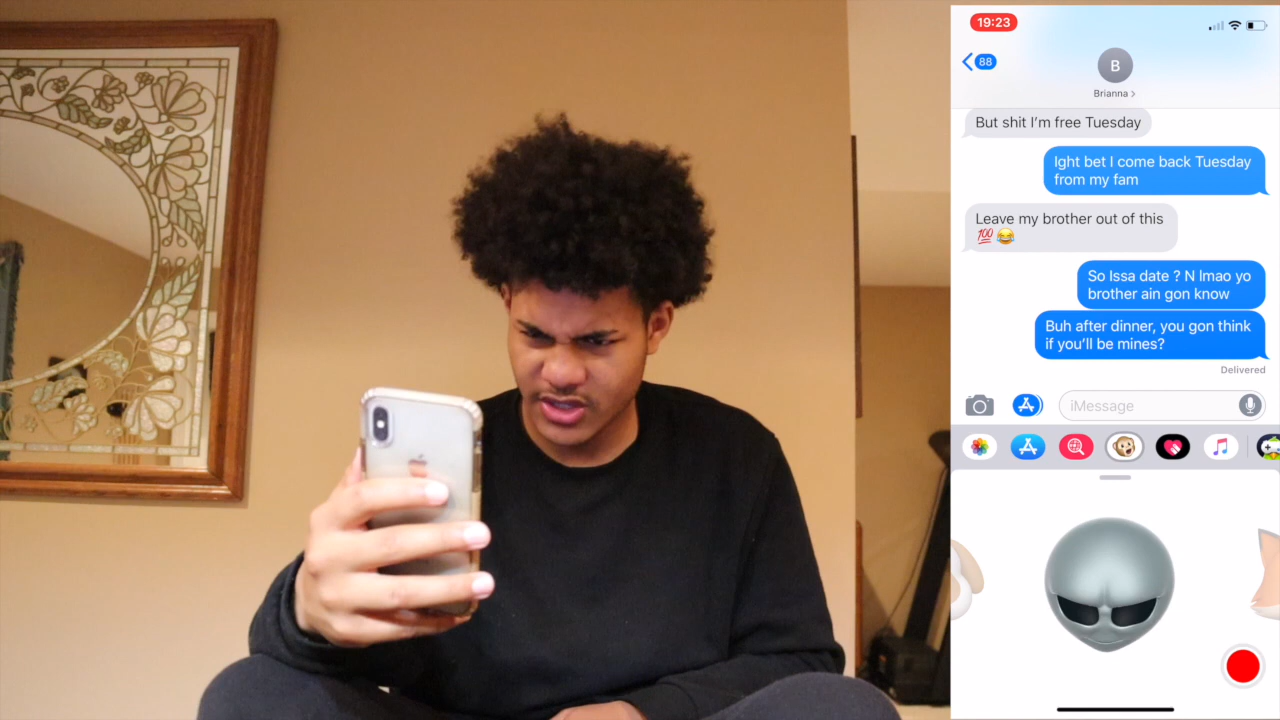 19:23
88
B
Brianna >
But shit I'm free Tuesday
Ight bet I come back Tuesday
from my fam
Leave my brother out of this
💯 😂
So Issa date ? N lmao yo
brother ain gon know
Buh after dinner, you gon think
if you'll be mines?
Delivered
iMessage